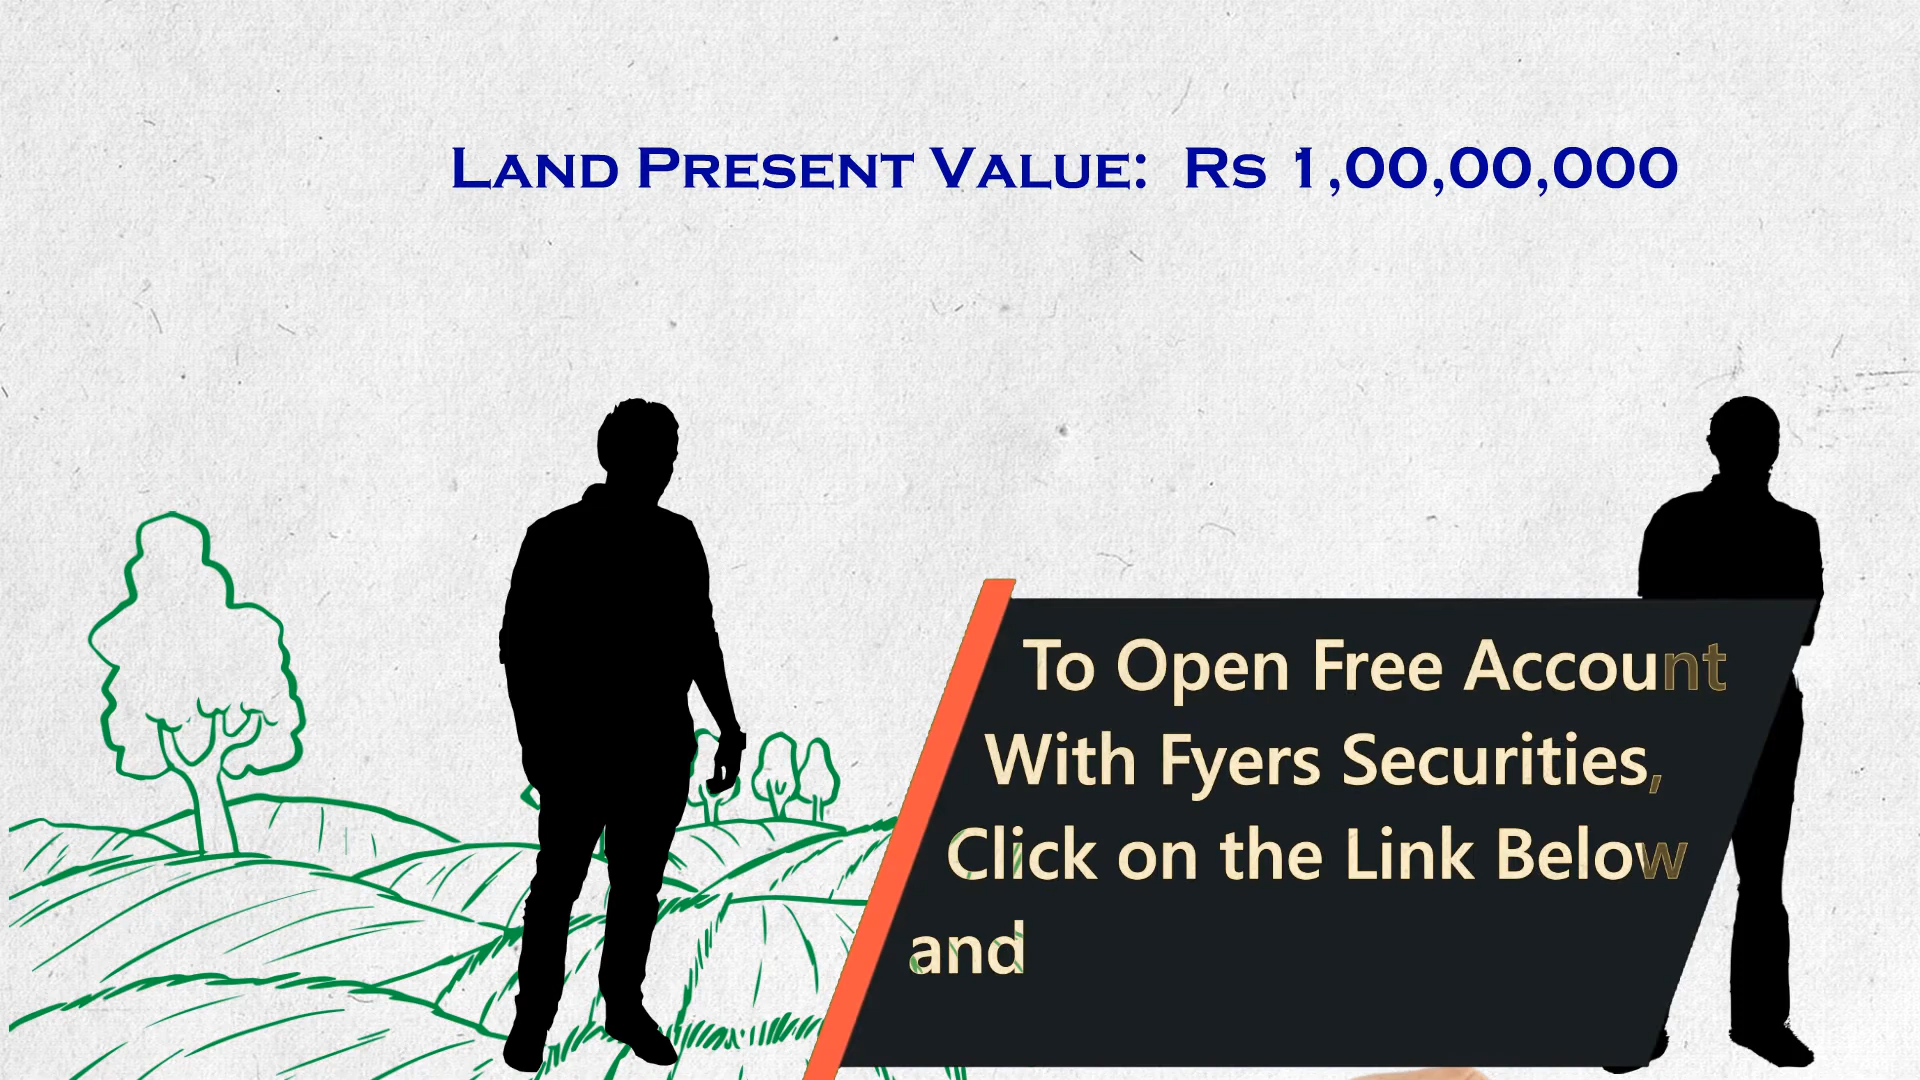 Land Present Value: Rs 1,00,00,000
To Open Free Account
With Fyers Securities,
Click on the Link Below
and